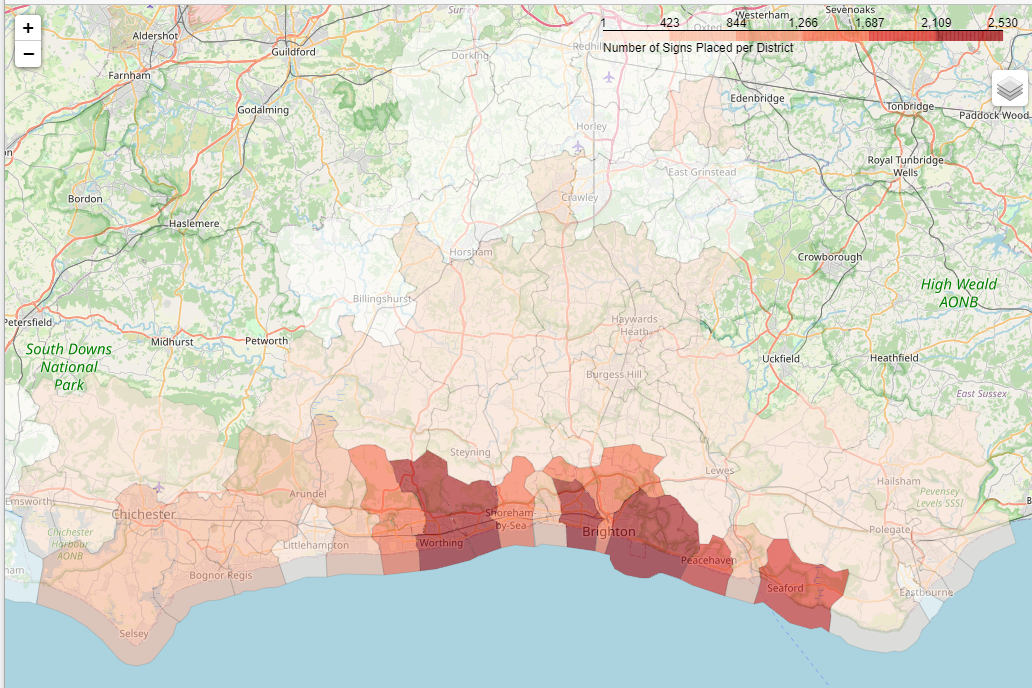 +
−
Surrey
Westerham
Sevenoaks
Oxted
1 423 844 1,266 1,687 2,109 2,530
Number of Signs Placed per District
Aldershot
Guildford
Dorking
Redhill
Farnham
Edenbridge
Tonbridge
Paddock Wood
Godalming
Horley
Royal Tunbridge
Wells
East Grinstead
Bordon
Crawley
Haslemere
Horsham
Crowborough
Billingshurst
High Weald
AONB
Petersfield
Haywards
Heath
Midhurst
Petworth
South Downs
National
Park
Uckfield
Heathfield
Burgess Hill
East Sussex
Steyning
Lewes
Hailsham
Arundel
Pevensey
Levels SSSI
Emsworth
Chichester
Shoreham-
by-Sea
Brighton
Polegate
Chichester
Harbour
AONB
Littlehampton
Worthing
Peacehaven
Bognor Regis
Seaford
Eastbourne
Selsey